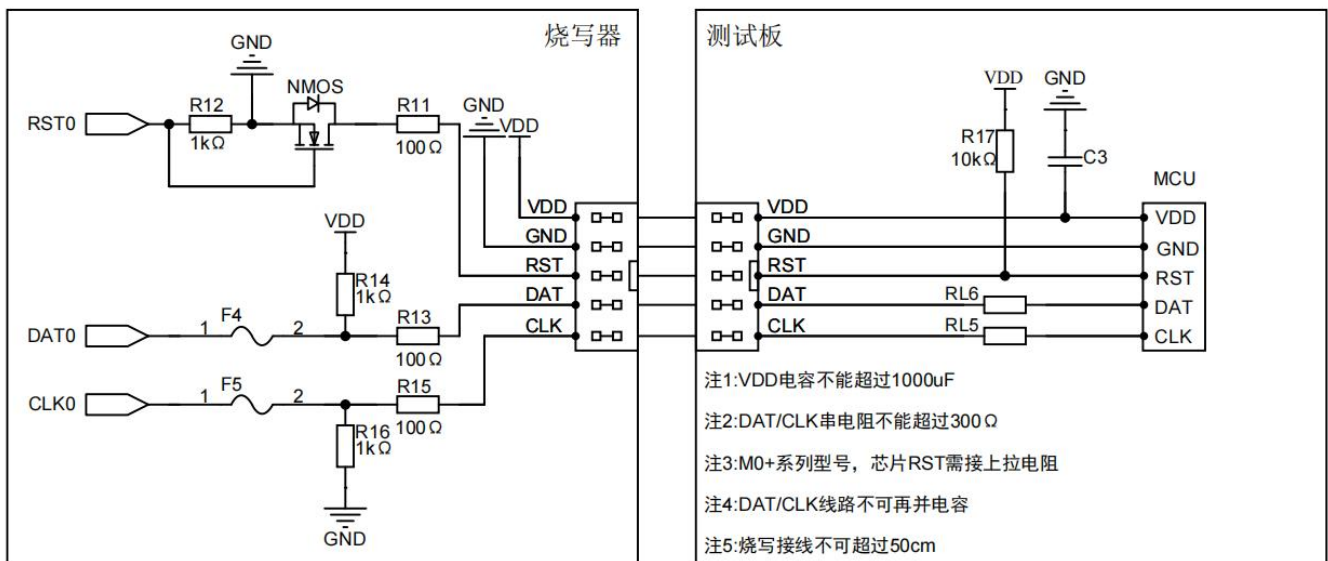 烧写器
GND
NMOS
RST0
R12
1kΩ
R11
100Ω
GND
VDD
VDD
GND
RST
DAT
CLK
VDD
R14
1kΩ
DAT0
1
F4
2
R13
100Ω
CLK0
1
F5
2
R15
100Ω
R16
1kΩ
GND
测试板
VDD
GND
R17
10kΩ
C3
MCU
VDD
GND
RST
DAT
CLK
RL6
RL5
VDD
GND
RST
DAT
CLK
注1:VDD电容不能超过1000uF
注2:DAT/CLK串电阻不能超过300Ω
注3:M0+系列型号，芯片RST需接上拉电阻
注4:DAT/CLK线路不可再并电容
注5:烧写接线不可超过50cm